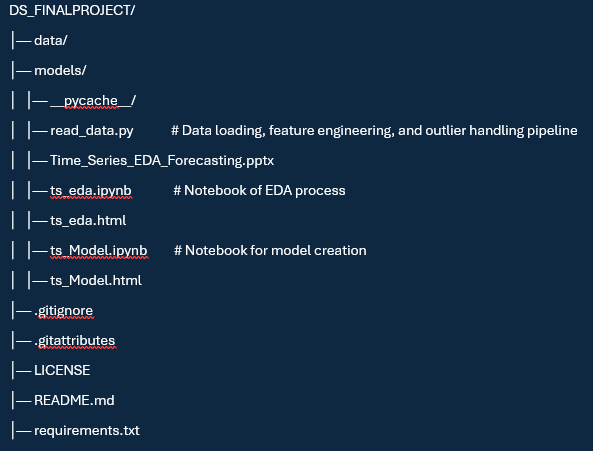 DS_FINALPROJECT/
│── data/
│── models/
│ │── __pycache__/
│ │── read_data.py # Data loading, feature engineering, and outlier handling pipeline
│ │── Time_Series_EDA_Forecasting.pptx
│ │── ts_eda.ipynb # Notebook of EDA process
│ │── ts_eda.html
│ │── ts_Model.ipynb # Notebook for model creation
│ │── ts_Model.html
│── .gitignore
│── .gitattributes
│── LICENSE
│── README.md
│── requirements.txt